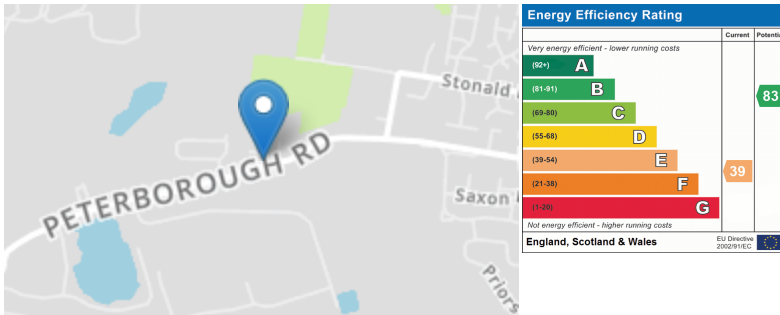 Stonald
PETERBOROUGH RD
Saxon
Priors
Energy Efficiency Rating
Current
Very energy efficient - lower running costs
(92+) A
(81-91) B
83
(69-80) C
(55-68) D
(39-54) E
39
(21-38) F
(1-20) G
Not energy efficient - higher running costs
England, Scotland & Wales
EU Directive
2002/91/EC